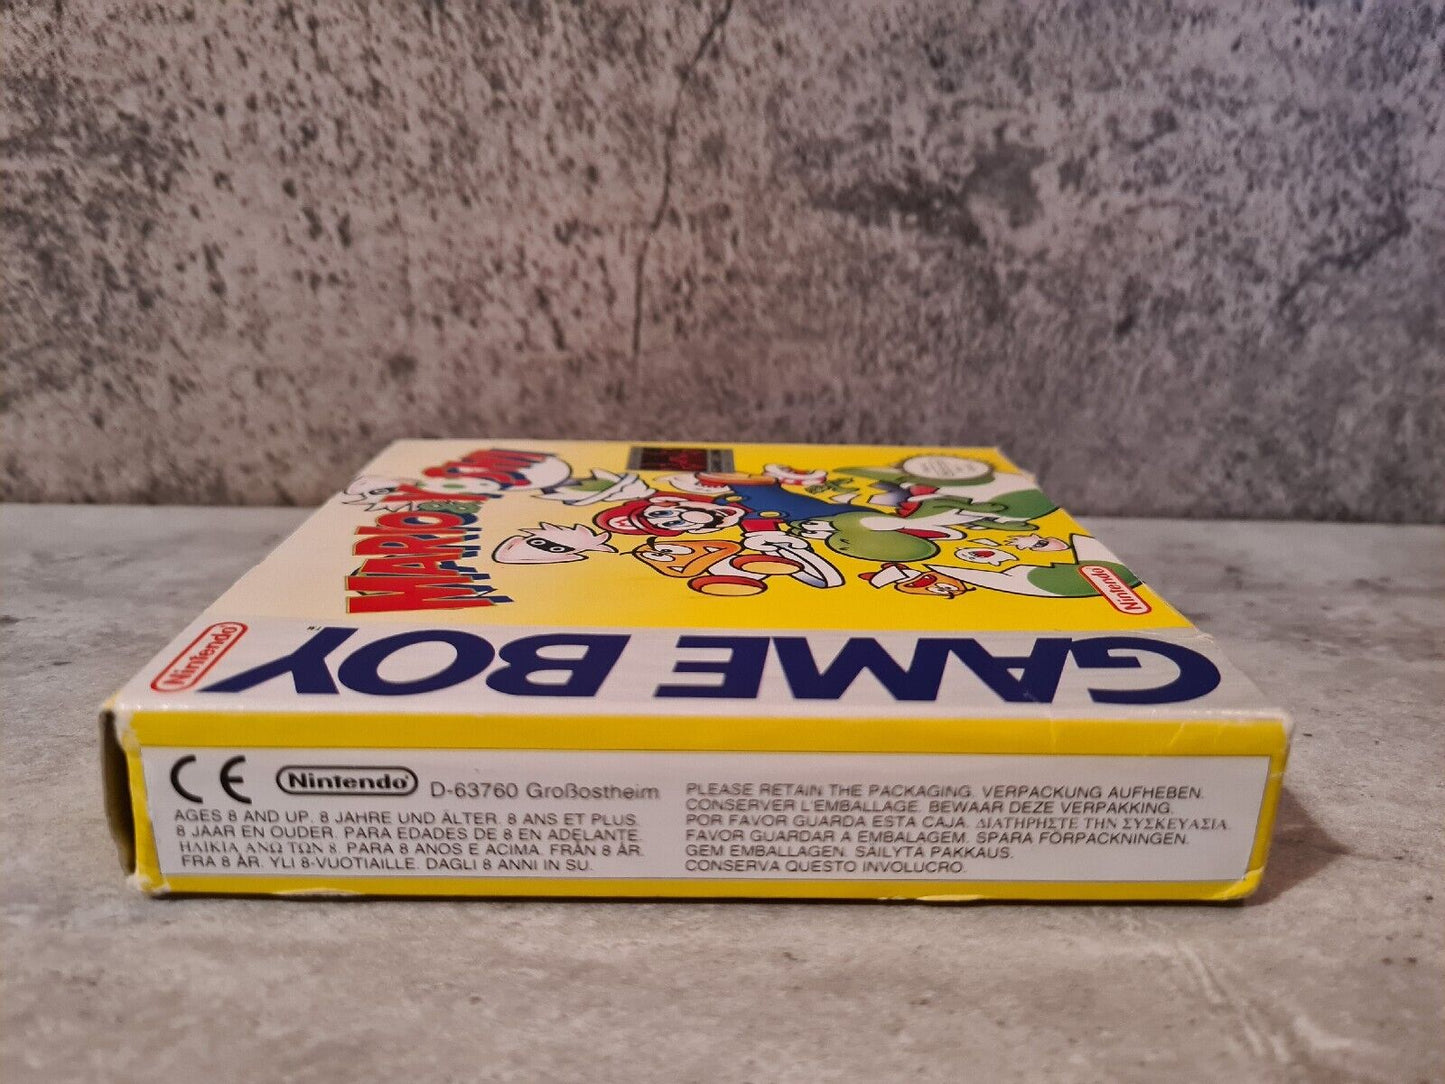 MARIO & YOSHI
Nintendo
GAME BOY™
Nintendo
CE Nintendo D-63760 Großostheim
AGES 8 AND UP. 8 JAHRE UND ÄLTER. 8 ANS ET PLUS.
8 JAAR EN OUDER. PARA EDADES DE 8 EN ADELANTE.
ΗΛΙΚΙΑ ΑΝΩ ΤΩΝ 8. PARA 8 ANOS E ACIMA. FRÅN 8 ÅR.
FRA 8 ÅR. YLI 8-VUOTIAILLE. DAGLI 8 ANNI IN SU.
PLEASE RETAIN THE PACKAGING. VERPACKUNG AUFHEBEN.
CONSERVER L'EMBALLAGE. BEWAAR DEZE VERPAKKING.
POR FAVOR GUARDA ESTA CAJA. ΔΙΑΤΗΡΗΣΤΕ ΤΗΝ ΣΥΣΚΕΥΑΣΙΑ.
FAVOR GUARDAR A EMBALAGEM. SPARA FÖRPACKNINGEN.
GEM EMBALLAGEN. SÄILYTÄ PAKKAUS.
CONSERVA QUESTO INVOLUCRO.